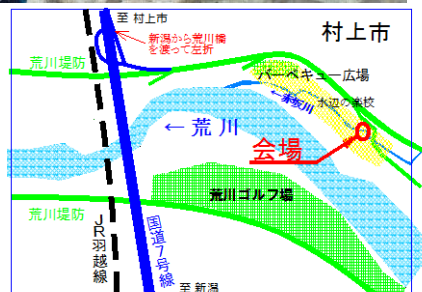 至 村上市
村上市
新潟から荒川橋
を渡って左折
荒川堤防
バーベキュー広場
←赤坂川
水辺の楽校
← 荒 川
会場
荒川ゴルフ場
荒川堤防
JR羽越線
国道7号線
至 新潟